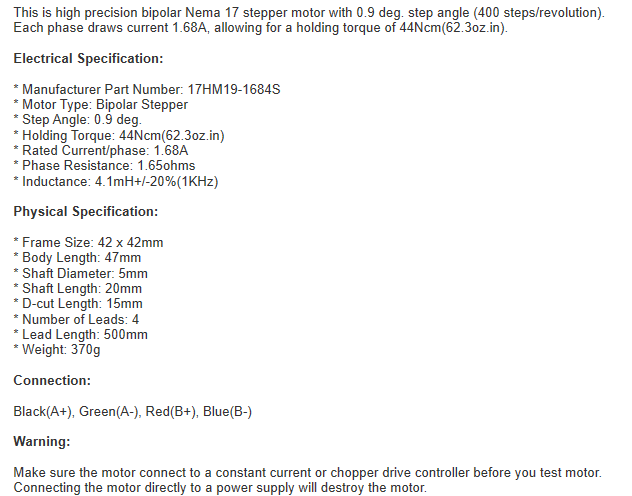 This is high precision bipolar Nema 17 stepper motor with 0.9 deg. step angle (400 steps/revolution).
Each phase draws current 1.68A, allowing for a holding torque of 44Ncm(62.3oz.in).
Electrical Specification:
* Manufacturer Part Number: 17HM19-1684S
* Motor Type: Bipolar Stepper
* Step Angle: 0.9 deg.
* Holding Torque: 44Ncm(62.3oz.in)
* Rated Current/phase: 1.68A
* Phase Resistance: 1.65ohms
* Inductance: 4.1mH+/-20%(1KHz)
Physical Specification:
* Frame Size: 42 x 42mm
* Body Length: 47mm
* Shaft Diameter: 5mm
* Shaft Length: 20mm
* D-cut Length: 15mm
* Number of Leads: 4
* Lead Length: 500mm
* Weight: 370g
Connection:
Black(A+), Green(A-), Red(B+), Blue(B-)
Warning:
Make sure the motor connect to a constant current or chopper drive controller before you test motor.
Connecting the motor directly to a power supply will destroy the motor.